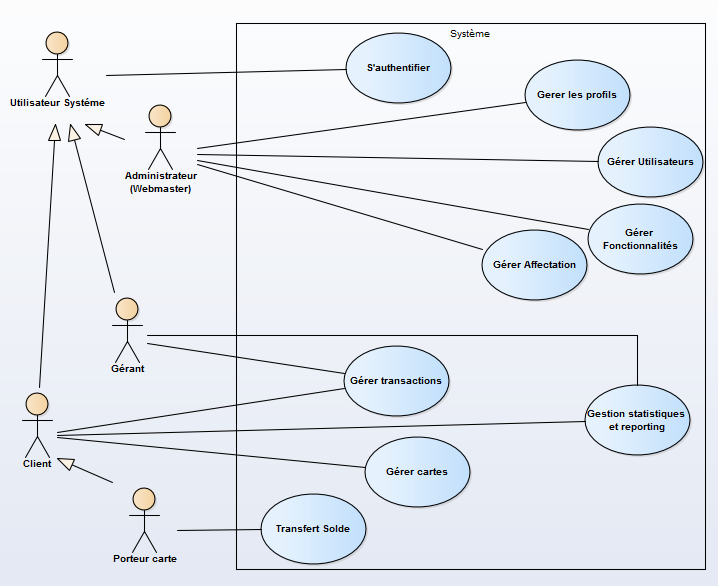 Système
S'authentifier
Utilisateur Systéme
Gerer les profils
Administrateur
(Webmaster)
Gérer Utilisateurs
Gérer
Fonctionnalités
Gérer Affectation
Gérant
Gérer transactions
Gestion statistiques
et reporting
Client
Gérer cartes
Transfert Solde
Porteur carte